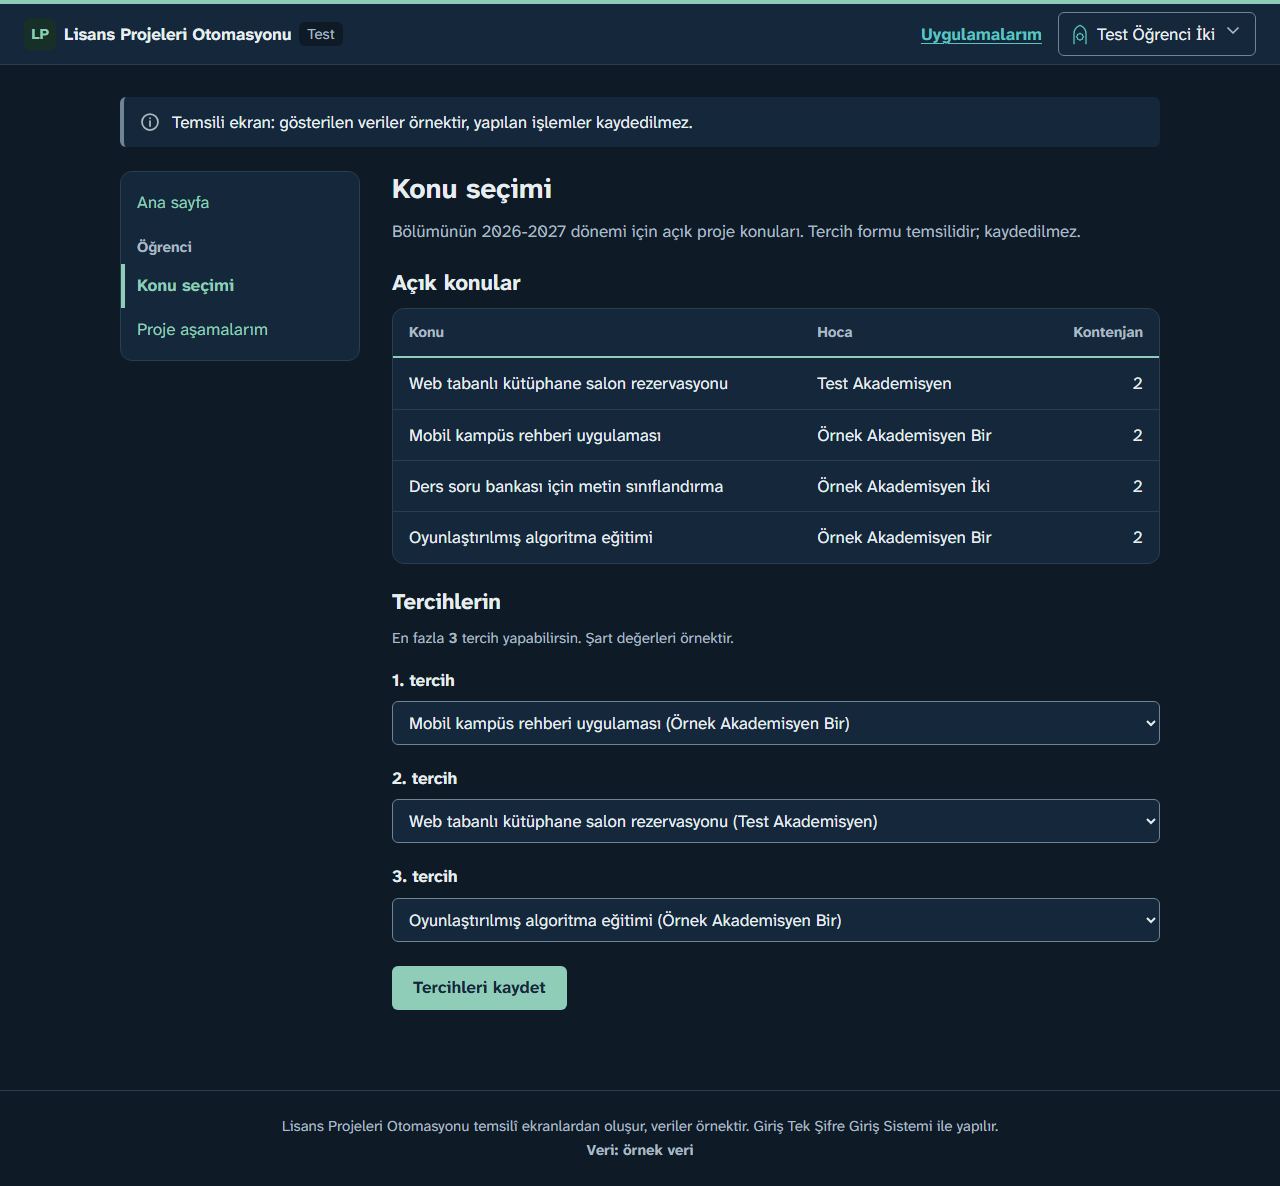 LP Lisans Projeleri Otomasyonu Test Uygulamalarım Test Öğrenci İki
Temsili ekran: gösterilen veriler örnektir, yapılan işlemler kaydedilmez.
Ana sayfa
Öğrenci
Konu seçimi
Proje aşamalarım
Konu seçimi
Bölümünün 2026-2027 dönemi için açık proje konuları. Tercih formu temsilidir; kaydedilmez.
Açık konular
Konu Hoca Kontenjan
Web tabanlı kütüphane salon rezervasyonu Test Akademisyen 2
Mobil kampüs rehberi uygulaması Örnek Akademisyen Bir 2
Ders soru bankası için metin sınıflandırma Örnek Akademisyen İki 2
Oyunlaştırılmış algoritma eğitimi Örnek Akademisyen Bir 2
Tercihlerin
En fazla 3 tercih yapabilirsin. Şart değerleri örnektir.
1. tercih
Mobil kampüs rehberi uygulaması (Örnek Akademisyen Bir)
2. tercih
Web tabanlı kütüphane salon rezervasyonu (Test Akademisyen)
3. tercih
Oyunlaştırılmış algoritma eğitimi (Örnek Akademisyen Bir)
Tercihleri kaydet
Lisans Projeleri Otomasyonu temsilî ekranlardan oluşur, veriler örnektir. Giriş Tek Şifre Giriş Sistemi ile yapılır.
Veri: örnek veri